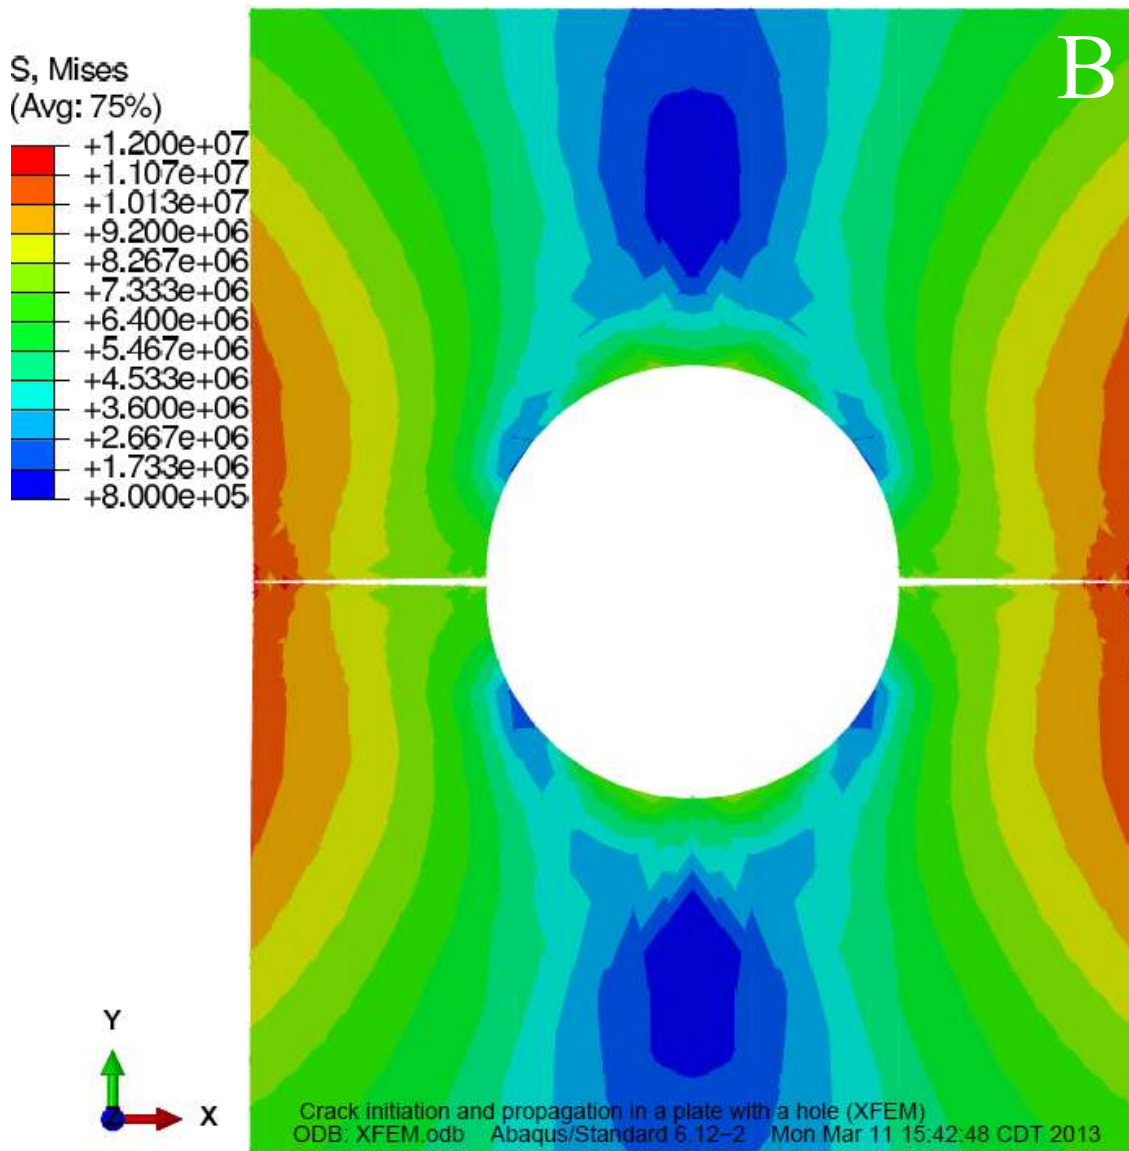 B
S, Mises
(Avg: 75%)
+1.200e+07
+1.107e+07
+1.013e+07
+9.200e+06
+8.267e+06
+7.333e+06
+6.400e+06
+5.467e+06
+4.533e+06
+3.600e+06
+2.667e+06
+1.733e+06
+8.000e+05
Y
Z X
Crack initiation and propagation in a plate with a hole (XFEM)
ODB: XFEM.odb Abaqus/Standard 6.12−2 Mon Mar 11 15:42:48 CDT 2013